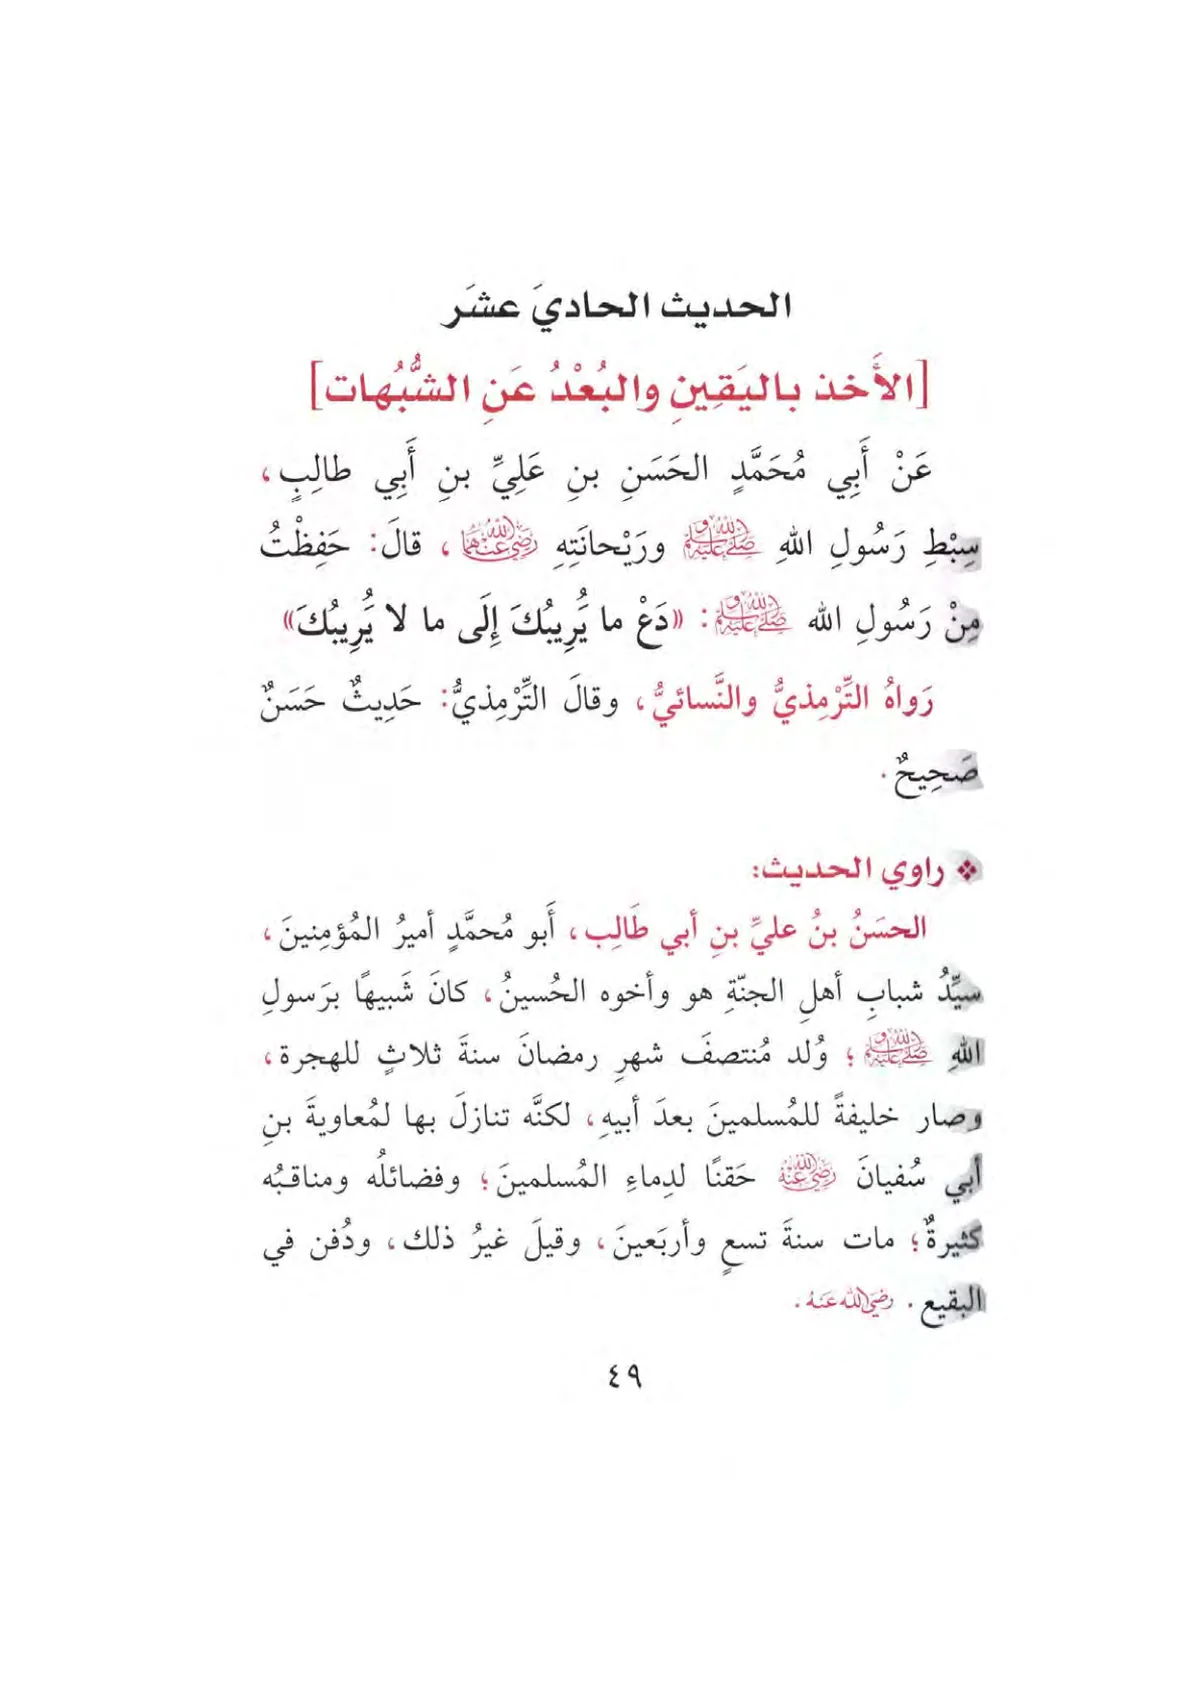 الحديث الحاديَ عشَر
[الأَخذ باليَقِينِ والبُعْدُ عَنِ الشُّبُهات]
عَنْ أَبِي مُحَمَّدٍ الحَسَنِ بنِ عَلِيِّ بنِ أَبِي طالِبٍ،
سِبْطِ رَسُولِ اللهِ ﷺ ورَيْحانَتِهِ رَضِيَ اللهُ عَنْهُمَا، قالَ: حَفِظْتُ
مِنْ رَسُولِ الله ﷺ: «دَعْ ما يُرِيبُكَ إِلَى ما لا يُرِيبُكَ»
رَواهُ التِّرْمِذيُّ والنَّسائيُّ، وقالَ التِّرْمِذيُّ: حَدِيثٌ حَسَنٌ
صَحِيحٌ.
❖ راوي الحديث:
الحسَنُ بنُ عليِّ بنِ أبي طَالِب، أَبو مُحمَّدٍ أميرُ المُؤمِنينَ،
سيِّدُ شبابِ أهلِ الجنّةِ هو وأخوه الحُسينُ، كانَ شَبيهًا برَسولِ
اللهِ ﷺ؛ وُلد مُنتصفَ شهرِ رمضانَ سنةَ ثلاثٍ للهجرة،
وصار خليفةً للمُسلمينَ بعدَ أبيهِ، لكنَّه تنازلَ بها لمُعاويةَ بنِ
أبي سُفيانَ رَضِيَ اللهُ عَنْهُ حَقنًا لدِماءِ المُسلمينَ؛ وفضائلُه ومناقبُه
كثيرةٌ؛ مات سنةَ تسعٍ وأربَعينَ، وقيلَ غيرُ ذلك، ودُفن في
البقيع. رَضِيَ اللهُ عَنهُ.
٤٩